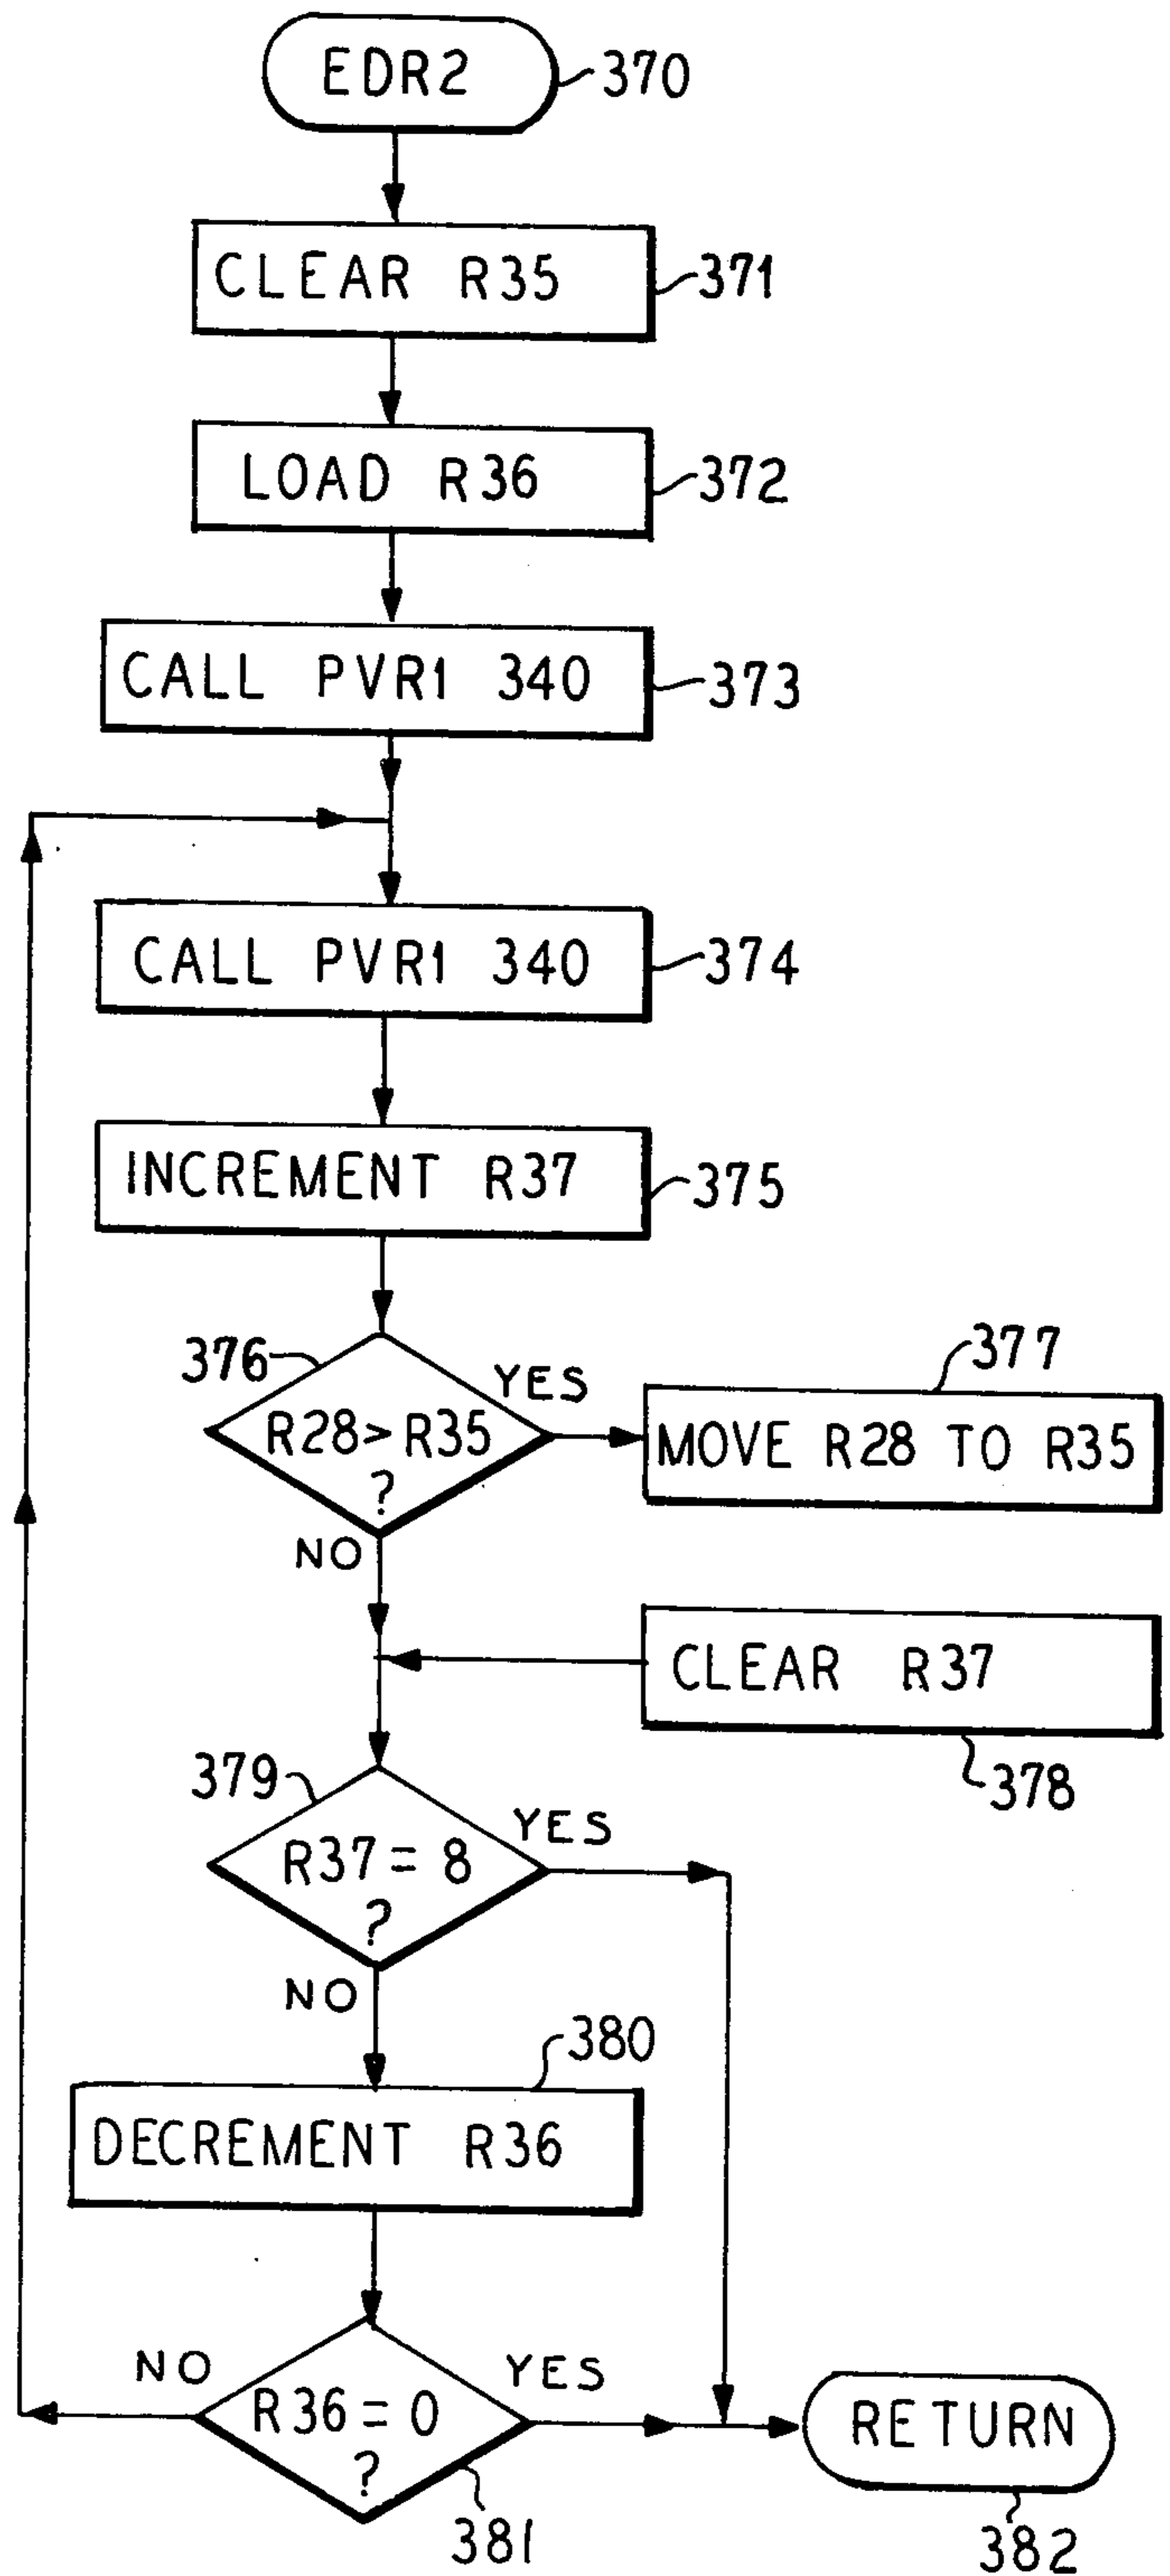 EDR2
370
CLEAR R35
371
LOAD R36
372
CALL PVR1 340
373
CALL PVR1 340
374
INCREMENT R37
375
376
R28> R35
?
YES
NO
377
MOVE R28 TO R35
CLEAR R37
378
379
R37 = 8
?
YES
NO
380
DECREMENT R36
NO
R36 = 0
?
YES
381
RETURN
382